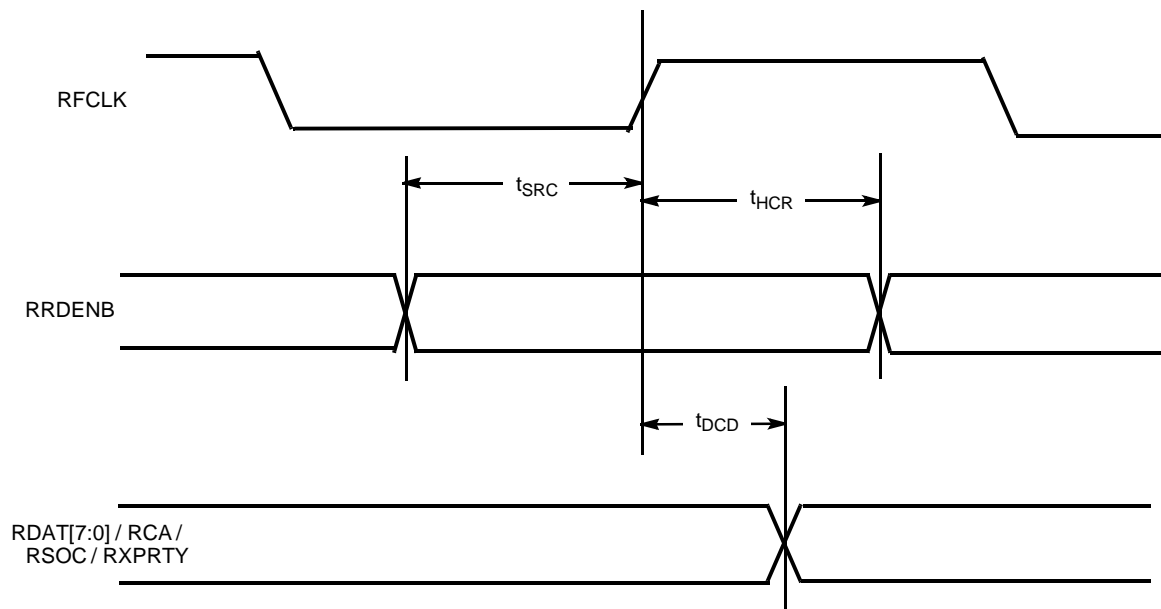 RFCLK
tSRC
tHCR
RRDENB
tDCD
RDAT[7:0] / RCA /
RSOC / RXPRTY